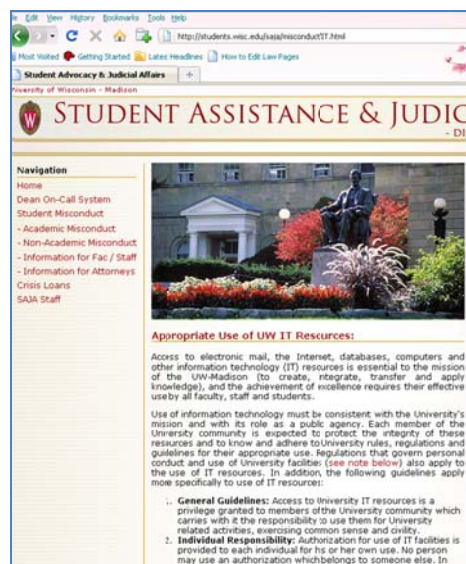 e Edit View History Bookmarks Tools Help
http://students.wisc.edu/saja/misconduct/IT.html
Most Visited Getting Started Latest Headlines How to Edit Law Pages
Student Advocacy & Judicial Affairs
niversity of Wisconsin - Madison
W STUDENT ASSISTANCE & JUDIC
- DI
Navigation
Home
Dean On-Call System
Student Misconduct
- Academic Misconduct
- Non-Academic Misconduct
- Information for Fac / Staff
- Information for Attorneys
Crisis Loans
SAJA Staff
Appropriate Use of UW IT Resources:
Access to electronic mail, the Internet, databases, computers and
other information technology (IT) resources is essential to the mission
of the UW-Madison (to create, integrate, transfer and apply
knowledge), and the achievement of excellence requires their effective
use by all faculty, staff and students.
Use of information technology must be consistent with the University's
mission and with its role as a public agency. Each member of the
University community is expected to protect the integrity of these
resources and to know and adhere to University rules, regulations and
guidelines for their appropriate use. Regulations that govern personal
conduct and use of University facilities (see note below) also apply to
the use of IT resources. In addition, the following guidelines apply
more specifically to use of IT resources:
1. General Guidelines: Access to University IT resources is a
privilege granted to members of the University community which
carries with it the responsibility to use them for University
related activities, exercising common sense and civility.
2. Individual Responsibility: Authorization for use of IT facilities is
provided to each individual for his or her own use. No person
may use an authorization which belongs to someone else. In